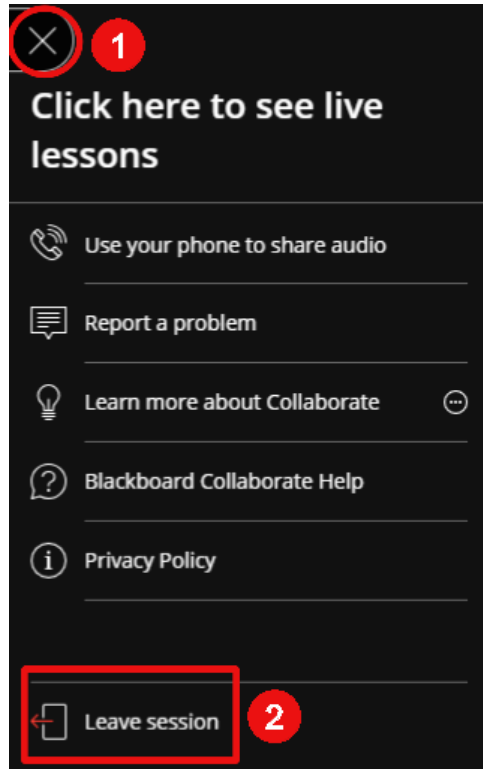 1
Click here to see live
lessons
Use your phone to share audio
Report a problem
Learn more about Collaborate
Blackboard Collaborate Help
Privacy Policy
Leave session
2